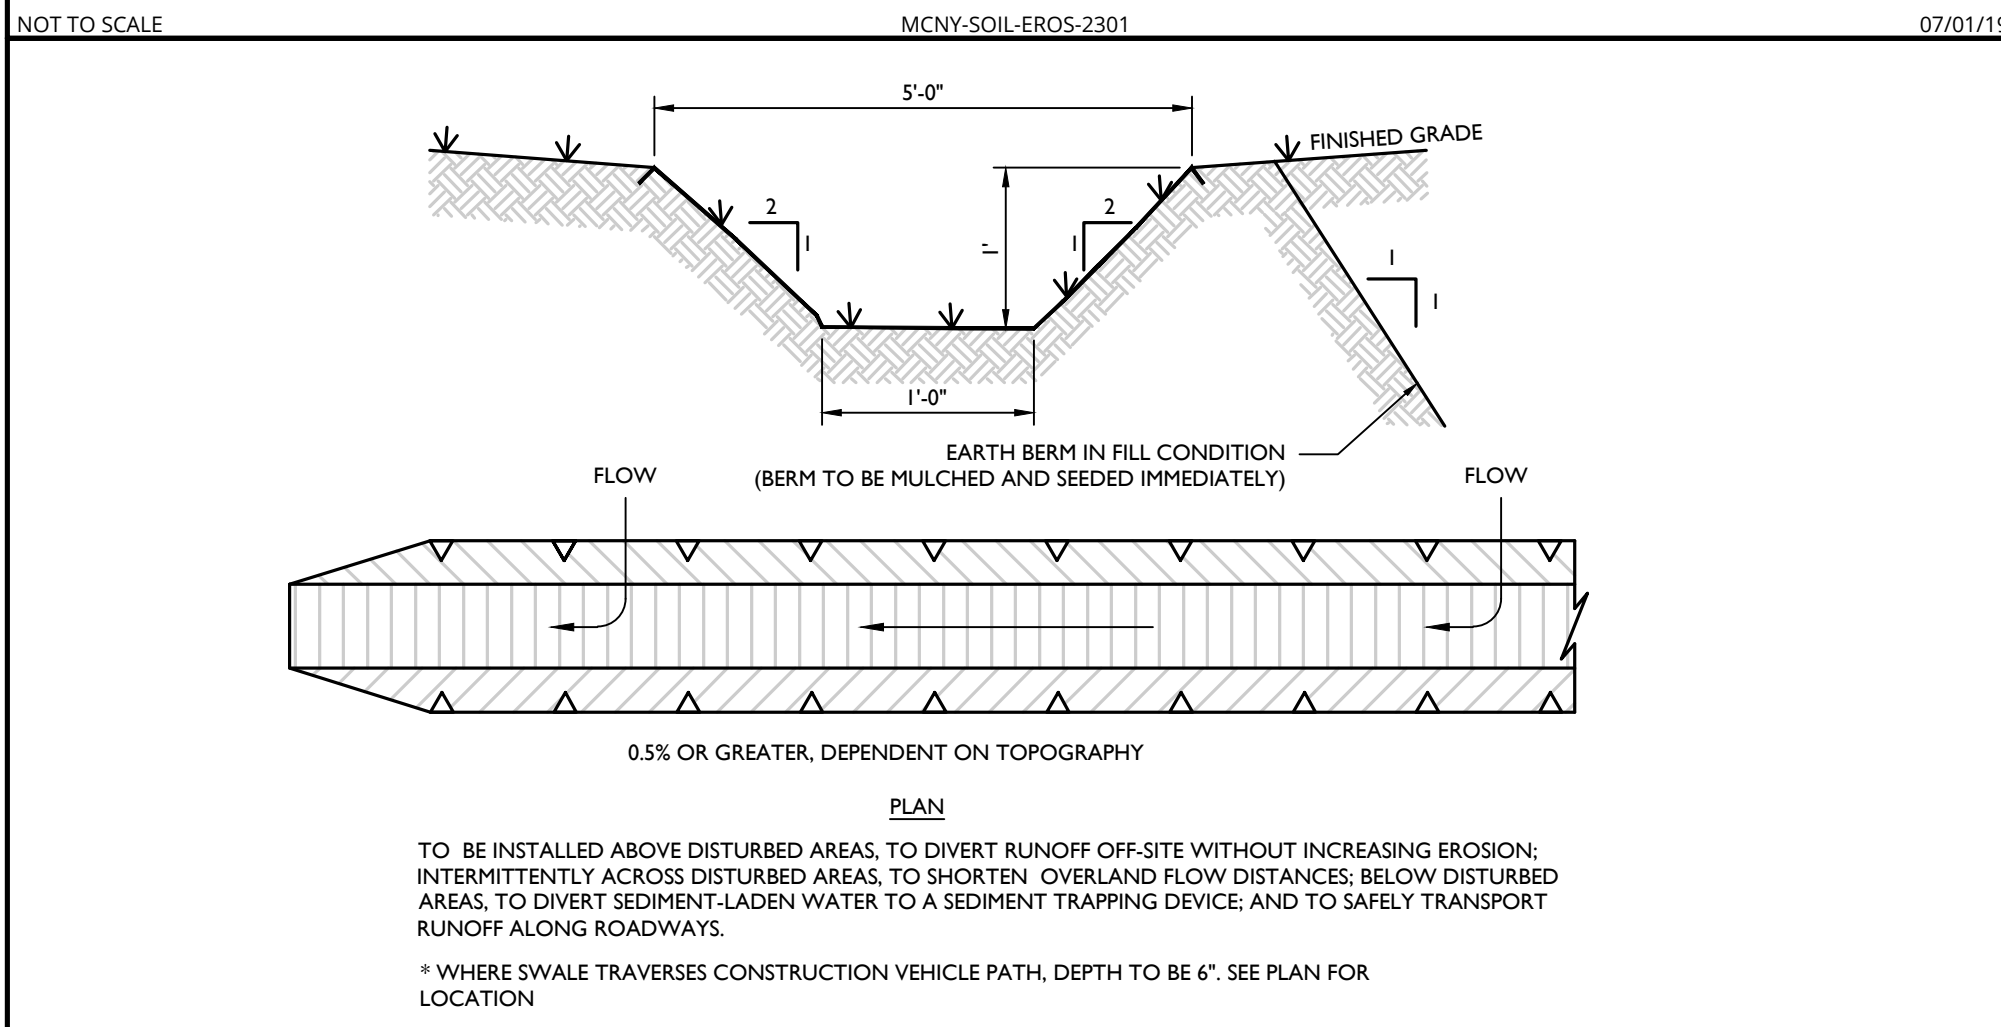 NOT TO SCALE
MCNY-SOIL-EROS-2301
07/01/19
5'-0"
FINISHED GRADE
2
1
1'
2
1
1
1
1'-0"
EARTH BERM IN FILL CONDITION
(BERM TO BE MULCHED AND SEEDED IMMEDIATELY)
FLOW
FLOW
0.5% OR GREATER, DEPENDENT ON TOPOGRAPHY
PLAN
TO BE INSTALLED ABOVE DISTURBED AREAS, TO DIVERT RUNOFF OFF-SITE WITHOUT INCREASING EROSION;
INTERMITTENTLY ACROSS DISTURBED AREAS, TO SHORTEN OVERLAND FLOW DISTANCES; BELOW DISTURBED
AREAS, TO DIVERT SEDIMENT-LADEN WATER TO A SEDIMENT TRAPPING DEVICE; AND TO SAFELY TRANSPORT
RUNOFF ALONG ROADWAYS.
* WHERE SWALE TRAVERSES CONSTRUCTION VEHICLE PATH, DEPTH TO BE 6". SEE PLAN FOR
LOCATION